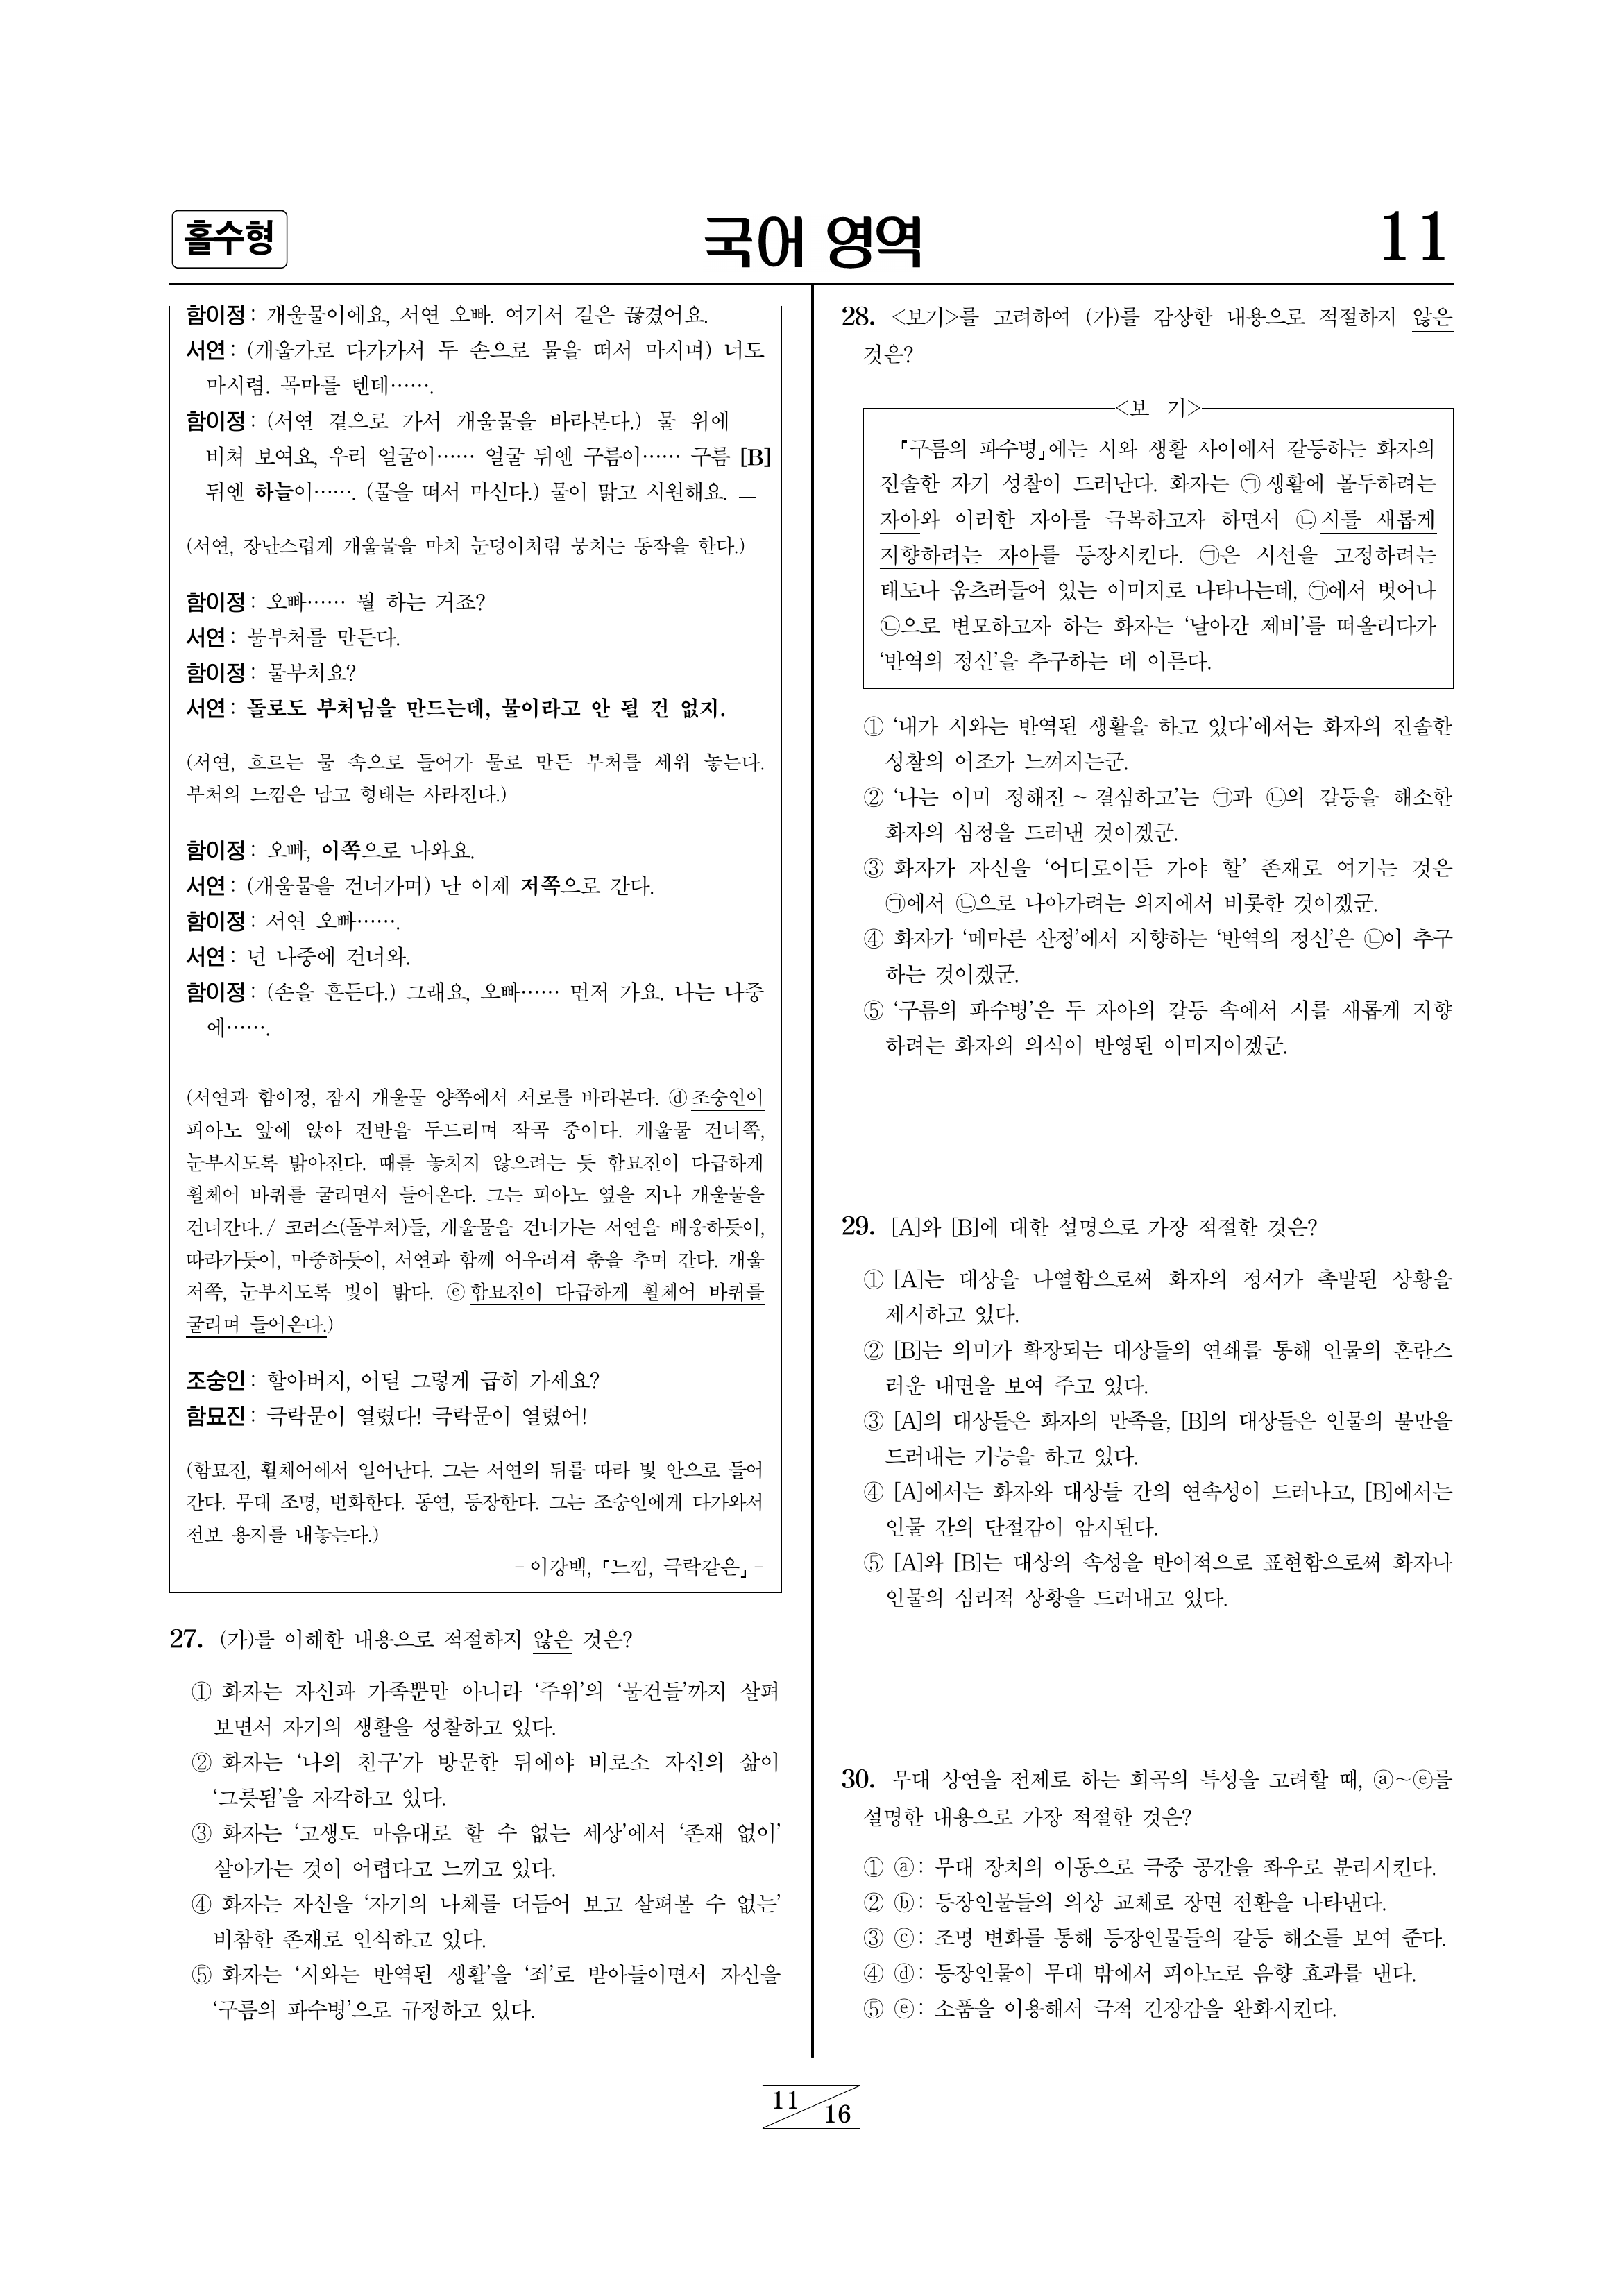 홀수형
국어 영역
11
함이정 : 개울물이에요, 서연 오빠. 여기서 길은 끊겼어요.
서연 : (개울가로 다가가서 두 손으로 물을 떠서 마시며) 너도
마시렴. 목마를 텐데…….
함이정 : (서연 곁으로 가서 개울물을 바라본다.) 물 위에
비쳐 보여요, 우리 얼굴이…… 얼굴 뒤엔 구름이…… 구름 [B]
뒤엔 하늘이……. (물을 떠서 마신다.) 물이 맑고 시원해요.
(서연, 장난스럽게 개울물을 마치 눈덩이처럼 뭉치는 동작을 한다.)
함이정 : 오빠…… 뭘 하는 거죠?
서연 : 물부처를 만든다.
함이정 : 물부처요?
서연 : 돌로도 부처님을 만드는데, 물이라고 안 될 건 없지.
(서연, 흐르는 물 속으로 들어가 물로 만든 부처를 세워 놓는다.
부처의 느낌은 남고 형태는 사라진다.)
함이정 : 오빠, 이쪽으로 나와요.
서연 : (개울물을 건너가며) 난 이제 저쪽으로 간다.
함이정 : 서연 오빠…….
서연 : 넌 나중에 건너와.
함이정 : (손을 흔든다.) 그래요, 오빠…… 먼저 가요. 나는 나중
에…….
(서연과 함이정, 잠시 개울물 양쪽에서 서로를 바라본다. ⓓ조숭인이
피아노 앞에 앉아 건반을 두드리며 작곡 중이다. 개울물 건너쪽,
눈부시도록 밝아진다. 때를 놓치지 않으려는 듯 함묘진이 다급하게
휠체어 바퀴를 굴리면서 들어온다. 그는 피아노 옆을 지나 개울물을
건너간다. / 코러스(돌부처)들, 개울물을 건너가는 서연을 배웅하듯이,
따라가듯이, 마중하듯이, 서연과 함께 어우러져 춤을 추며 간다. 개울
저쪽, 눈부시도록 빛이 밝다. ⓔ함묘진이 다급하게 휠체어 바퀴를
굴리며 들어온다.)
조숭인 : 할아버지, 어딜 그렇게 급히 가세요?
함묘진 : 극락문이 열렸다! 극락문이 열렸어!
(함묘진, 휠체어에서 일어난다. 그는 서연의 뒤를 따라 빛 안으로 들어
간다. 무대 조명, 변화한다. 동연, 등장한다. 그는 조숭인에게 다가와서
전보 용지를 내놓는다.)
- 이강백, 「느낌, 극락같은」 -
27. (가)를 이해한 내용으로 적절하지 않은 것은?
① 화자는 자신과 가족뿐만 아니라 ‘주위’의 ‘물건들’까지 살펴
보면서 자기의 생활을 성찰하고 있다.
② 화자는 ‘나의 친구’가 방문한 뒤에야 비로소 자신의 삶이
‘그릇됨’을 자각하고 있다.
③ 화자는 ‘고생도 마음대로 할 수 없는 세상’에서 ‘존재 없이’
살아가는 것이 어렵다고 느끼고 있다.
④ 화자는 자신을 ‘자기의 나체를 더듬어 보고 살펴볼 수 없는’
비참한 존재로 인식하고 있다.
⑤ 화자는 ‘시와는 반역된 생활’을 ‘죄’로 받아들이면서 자신을
‘구름의 파수병’으로 규정하고 있다.
28. <보기>를 고려하여 (가)를 감상한 내용으로 적절하지 않은
것은?
<보 기>
「구름의 파수병」에는 시와 생활 사이에서 갈등하는 화자의
진솔한 자기 성찰이 드러난다. 화자는 ㉠생활에 몰두하려는
자아와 이러한 자아를 극복하고자 하면서 ㉡시를 새롭게
지향하려는 자아를 등장시킨다. ㉠은 시선을 고정하려는
태도나 움츠러들어 있는 이미지로 나타나는데, ㉠에서 벗어나
㉡으로 변모하고자 하는 화자는 ‘날아간 제비’를 떠올리다가
‘반역의 정신’을 추구하는 데 이른다.
① ‘내가 시와는 반역된 생활을 하고 있다’에서는 화자의 진솔한
성찰의 어조가 느껴지는군.
② ‘나는 이미 정해진 ~ 결심하고’는 ㉠과 ㉡의 갈등을 해소한
화자의 심정을 드러낸 것이겠군.
③ 화자가 자신을 ‘어디로이든 가야 할’ 존재로 여기는 것은
㉠에서 ㉡으로 나아가려는 의지에서 비롯한 것이겠군.
④ 화자가 ‘메마른 산정’에서 지향하는 ‘반역의 정신’은 ㉡이 추구
하는 것이겠군.
⑤ ‘구름의 파수병’은 두 자아의 갈등 속에서 시를 새롭게 지향
하려는 화자의 의식이 반영된 이미지이겠군.
29. [A]와 [B]에 대한 설명으로 가장 적절한 것은?
① [A]는 대상을 나열함으로써 화자의 정서가 촉발된 상황을
제시하고 있다.
② [B]는 의미가 확장되는 대상들의 연쇄를 통해 인물의 혼란스
러운 내면을 보여 주고 있다.
③ [A]의 대상들은 화자의 만족을, [B]의 대상들은 인물의 불만을
드러내는 기능을 하고 있다.
④ [A]에서는 화자와 대상들 간의 연속성이 드러나고, [B]에서는
인물 간의 단절감이 암시된다.
⑤ [A]와 [B]는 대상의 속성을 반어적으로 표현함으로써 화자나
인물의 심리적 상황을 드러내고 있다.
30. 무대 상연을 전제로 하는 희곡의 특성을 고려할 때, ⓐ~ⓔ를
설명한 내용으로 가장 적절한 것은?
① ⓐ : 무대 장치의 이동으로 극중 공간을 좌우로 분리시킨다.
② ⓑ : 등장인물들의 의상 교체로 장면 전환을 나타낸다.
③ ⓒ : 조명 변화를 통해 등장인물들의 갈등 해소를 보여 준다.
④ ⓓ : 등장인물이 무대 밖에서 피아노로 음향 효과를 낸다.
⑤ ⓔ : 소품을 이용해서 극적 긴장감을 완화시킨다.
11
16